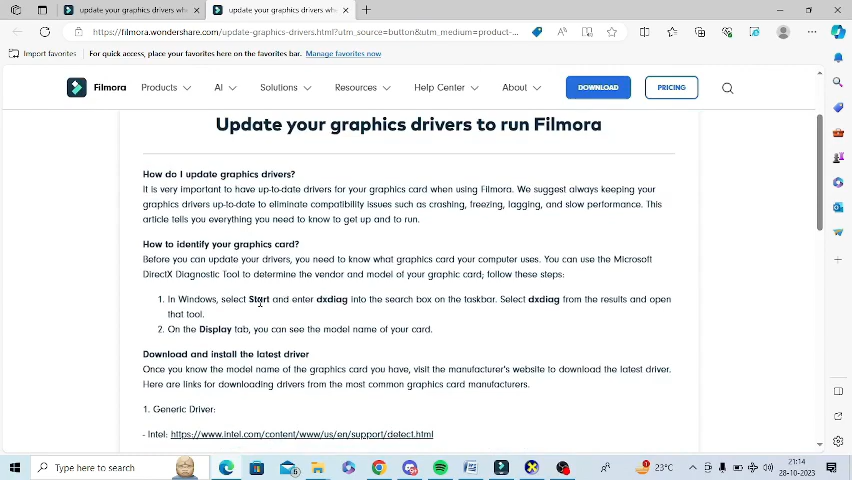 update your graphics drivers whe
update your graphics drivers whe
https://filmora.wondershare.com/update-graphics-drivers.html?utm_source=button&utm_medium=product-...
Import favorites
For quick access, place your favorites here on the favorites bar.
Manage favorites now
Filmora
Products
AI
Solutions
Resources
Help Center
About
DOWNLOAD
PRICING
Update your graphics drivers to run Filmora
How do I update graphics drivers?
It is very important to have up-to-date drivers for your graphics card when using Filmora. We suggest always keeping your
graphics drivers up-to-date to eliminate compatibility issues such as crashing, freezing, lagging, and slow performance. This
article tells you everything you need to know to get up and to run.
How to identify your graphics card?
Before you can update your drivers, you need to know what graphics card your computer uses. You can use the Microsoft
DirectX Diagnostic Tool to determine the vendor and model of your graphic card; follow these steps:
1. In Windows, select Start and enter dxdiag into the search box on the taskbar. Select dxdiag from the results and open
that tool.
2. On the Display tab, you can see the model name of your card.
Download and install the latest driver
Once you know the model name of the graphics card you have, visit the manufacturer's website to download the latest driver.
Here are links for downloading drivers from the most common graphics card manufacturers.
1. Generic Driver:
- Intel: https://www.intel.com/content/www/us/en/support/detect.html
Type here to search
6
1
23°C
21:14
28-10-2023